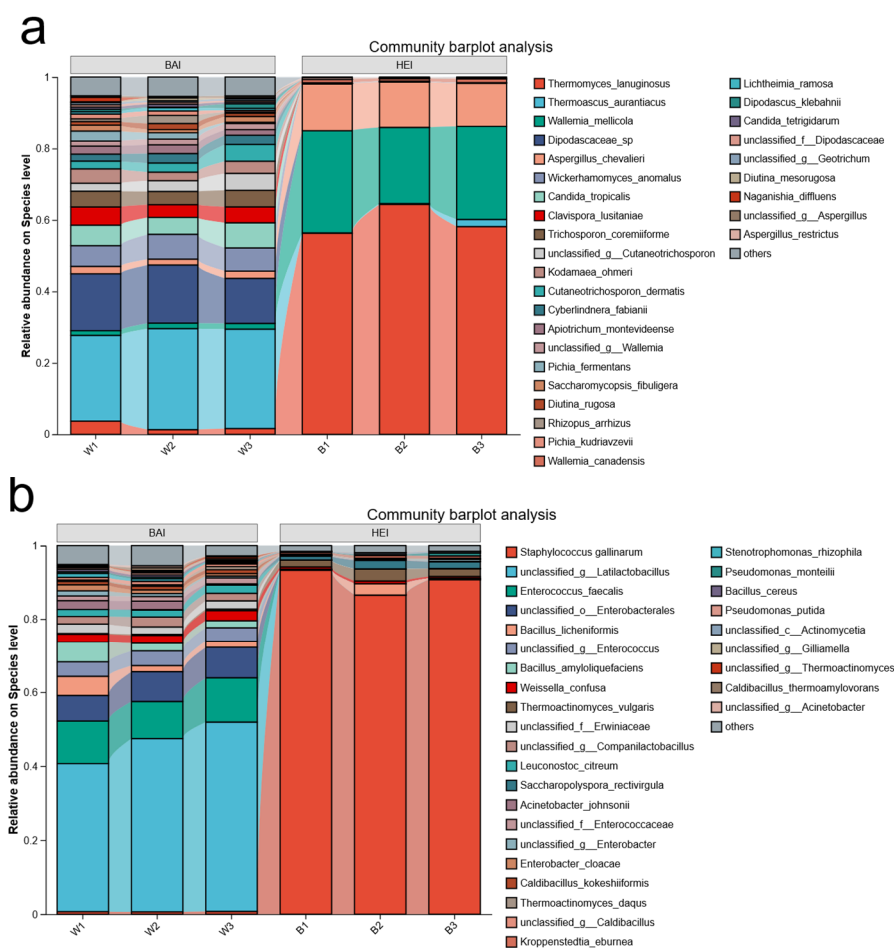 a
Community barplot analysis
BAI
HEI
Relative abundance on Species level
1
0.8
0.6
0.4
0.2
0
W1
W2
W3
B1
B2
B3
Thermomyces_lanuginosus
Thermoascus_aurantiacus
Wallemia_mellicola
Dipodascaceae_sp
Aspergillus_chevalieri
Wickerhamomyces_anomalus
Candida_tropicalis
Clavispora_lusitaniae
Trichosporon_coremiiforme
unclassified_g__Cutaneotrichosporon
Kodamaea_ohmeri
Cutaneotrichosporon_dermatis
Cyberlindnera_fabianii
Apiotrichum_montevideense
unclassified_g__Wallemia
Pichia_fermentans
Saccharomycopsis_fibuligera
Diutina_rugosa
Rhizopus_arrhizus
Pichia_kudriavzevii
Wallemia_canadensis
Lichtheimia_ramosa
Dipodascus_klebahnii
Candida_tetrigidarum
unclassified_f__Dipodascaceae
unclassified_g__Geotrichum
Diutina_mesorugosa
Naganishia_diffluens
unclassified_g__Aspergillus
Aspergillus_restrictus
others
b
Community barplot analysis
BAI
HEI
Relative abundance on Species level
1
0.8
0.6
0.4
0.2
0
W1
W2
W3
B1
B2
B3
Staphylococcus gallinarum
unclassified_g__Latilactobacillus
Enterococcus_faecalis
unclassified_o__Enterobacterales
Bacillus_licheniformis
unclassified_g__Enterococcus
Bacillus_amyloliquefaciens
Weissella_confusa
Thermoactinomyces_vulgaris
unclassified_f__Erwiniaceae
unclassified_g__Companilactobacillus
Leuconostoc_citreum
Saccharopolyspora_rectivirgula
Acinetobacter_johnsonii
unclassified_f__Enterococcaceae
unclassified_g__Enterobacter
Enterobacter_cloacae
Caldibacillus_kokeshiiformis
Thermoactinomyces_daqus
unclassified_g__Caldibacillus
Kroppenstedtia_eburnea
Stenotrophomonas_rhizophila
Pseudomonas_monteilii
Bacillus_cereus
Pseudomonas_putida
unclassified_c__Actinomycetia
unclassified_g__Gilliamella
unclassified_g__Thermoactinomyces
Caldibacillus_thermoamylovorans
unclassified_g__Acinetobacter
others